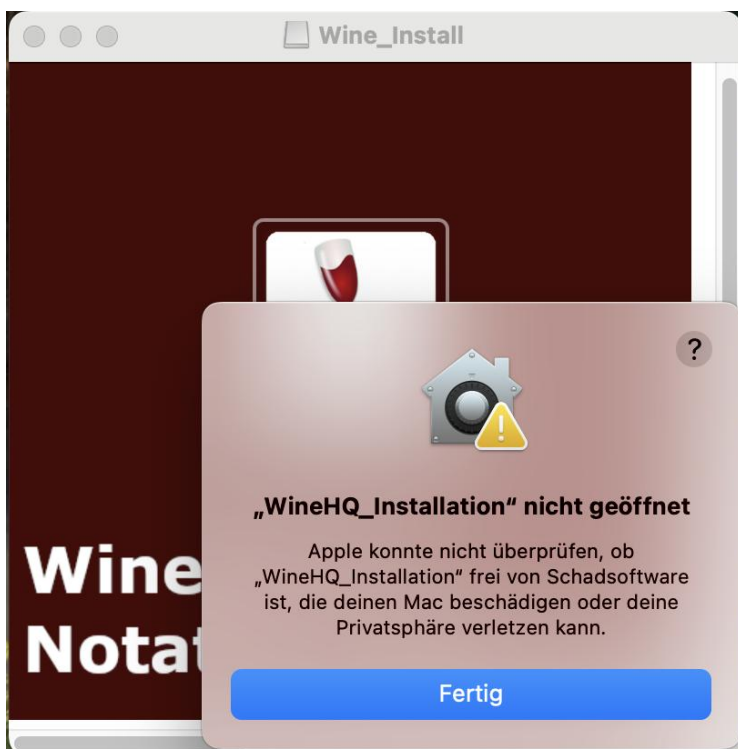 Wine_Install
?
„WineHQ_Installation“ nicht geöffnet
Apple konnte nicht überprüfen, ob
„WineHQ_Installation“ frei von Schadsoftware
ist, die deinen Mac beschädigen oder deine
Privatsphäre verletzen kann.
Wine
Fertig